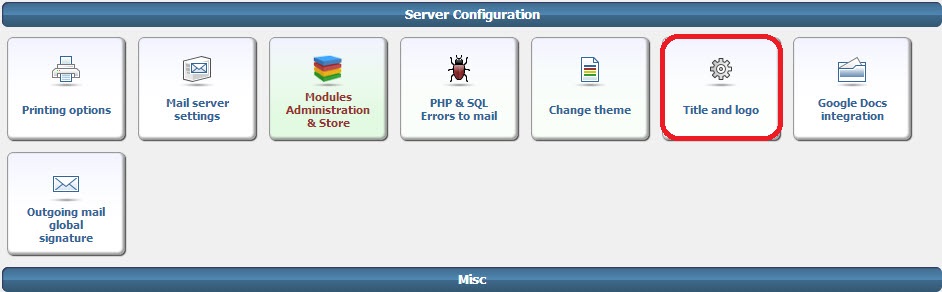 Server Configuration
Printing options
Mail server
settings
Modules
Administration
& Store
PHP & SQL
Errors to mail
Change theme
Title and logo
Google Docs
integration
Outgoing mail
global
signature
Misc